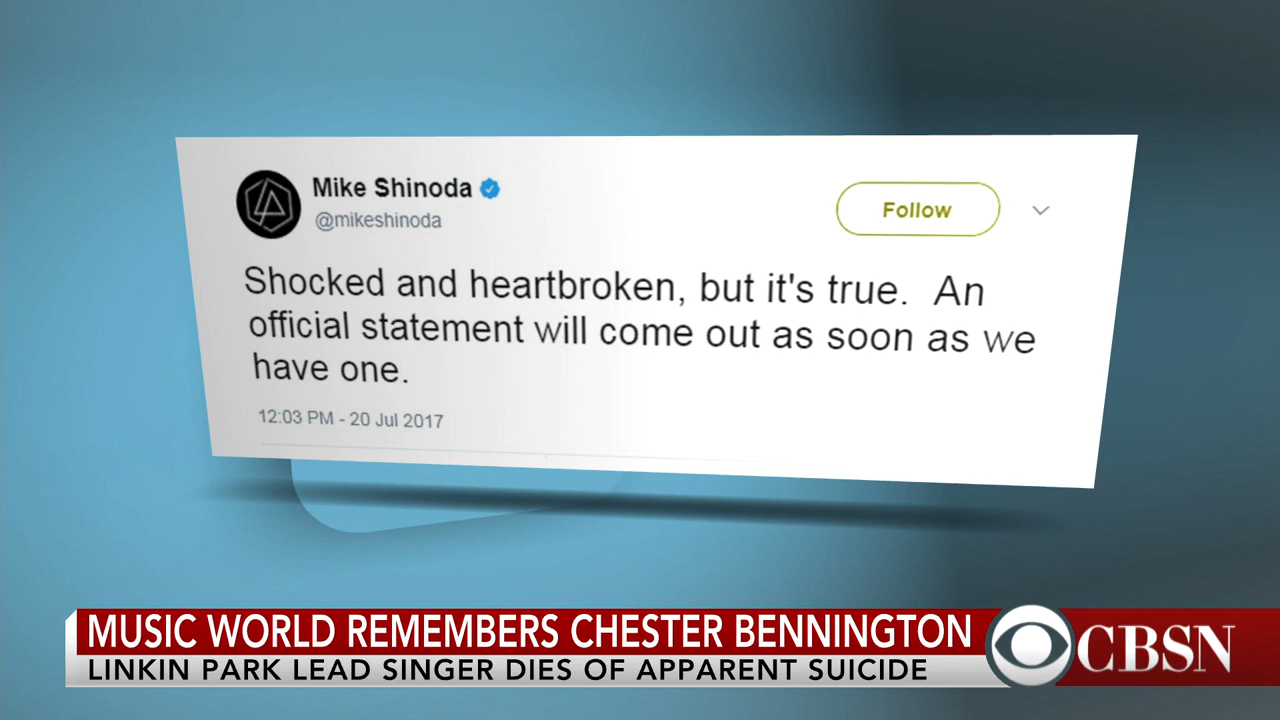 Mike Shinoda
@mikeshinoda
Follow
Shocked and heartbroken, but it's true. An
official statement will come out as soon as we
have one.
12:03 PM - 20 Jul 2017
MUSIC WORLD REMEMBERS CHESTER BENNINGTON
LINKIN PARK LEAD SINGER DIES OF APPARENT SUICIDE
CBSN